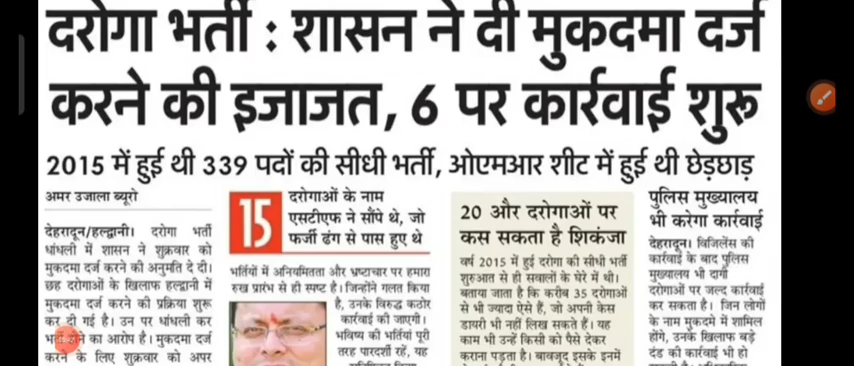 दरोगा भर्ती : शासन ने दी मुकदमा दर्ज
करने की इजाजत, 6 पर कार्रवाई शुरू
2015 में हुई थी 339 पदों की सीधी भर्ती, ओएमआर शीट में हुई थी छेड़छाड़
अमर उजाला ब्यूरो
देहरादून/हल्द्वानी। दरोगा भर्ती
धांधली में शासन ने शुक्रवार को
मुकदमा दर्ज करने की अनुमति दे दी।
छह दरोगाओं के खिलाफ हल्द्वानी में
मुकदमा दर्ज करने की प्रक्रिया शुरू
कर दी गई है। उन पर धांधली कर
का आरोप है। मुकदमा दर्ज
करने के लिए शुक्रवार को अपर
15
दरोगाओं के नाम
एसटीएफ ने सौंपे थे, जो
फर्जी ढंग से पास हुए थे
भर्तियों में अनियमितता और भ्रष्टाचार पर हमारा
रुख प्रारंभ से ही स्पष्ट है। जिन्होंने गलत किया
है, उनके विरुद्ध कठोर
कार्रवाई की जाएगी।
भविष्य की भर्तियां पूरी
तरह पारदर्शी रहें, यह
20 और दरोगाओं पर
कस सकता है शिकंजा
वर्ष 2015 में हुई दरोगा की सीधी भर्ती
शुरुआत से ही सवालों के घेरे में थी।
बताया जाता है कि करीब 35 दरोगाओं
से भी ज्यादा ऐसे हैं, जो अपनी केस
डायरी भी नहीं लिख सकते हैं। यह
काम भी उन्हें किसी को पैसे देकर
कराना पड़ता है। बावजूद इसके इनमें
पुलिस मुख्यालय
भी करेगा कार्रवाई
देहरादून। विजिलेंस की
कार्रवाई के बाद पुलिस
मुख्यालय भी दागी
दरोगाओं पर जल्द कार्रवाई
कर सकता है। जिन लोगों
के नाम मुकदमे में शामिल
होंगे, उनके खिलाफ बड़े
दंड की कार्रवाई भी हो